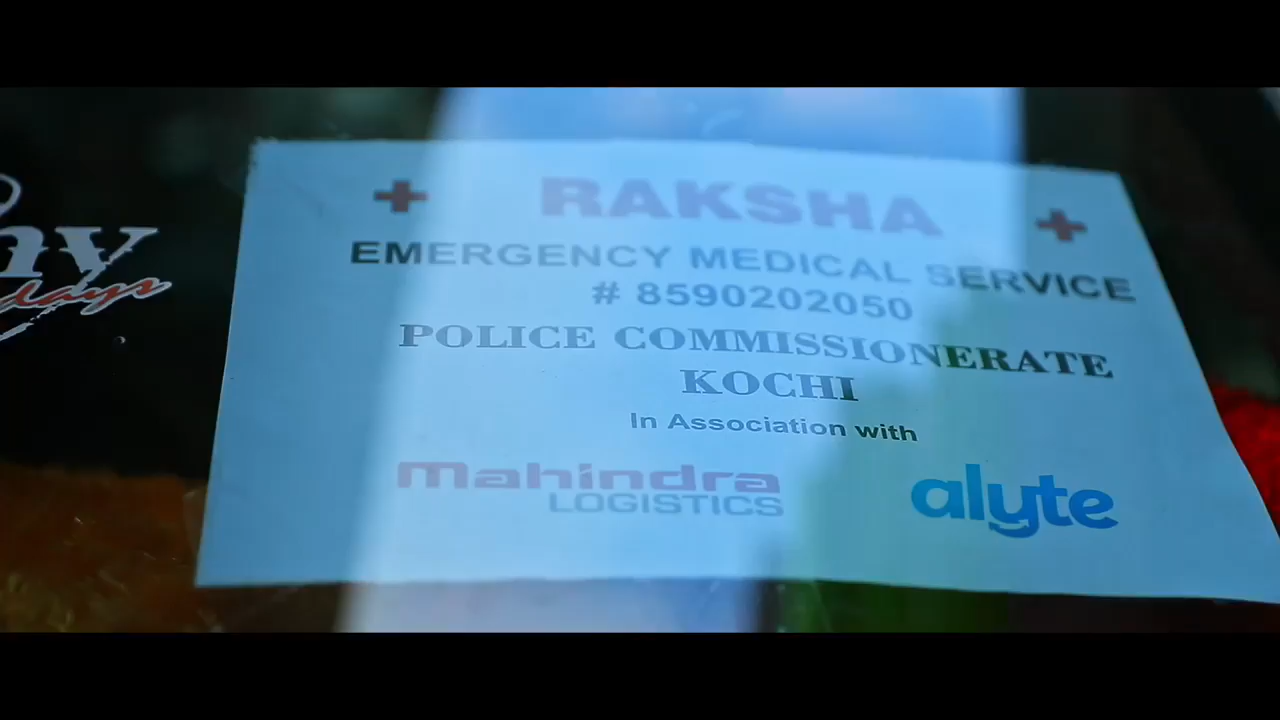 RAKSHA
EMERGENCY MEDICAL SERVICE
# 8590202050
POLICE COMMISSIONERATE
KOCHI
In Association with
mahindra
LOGISTICS
alyte